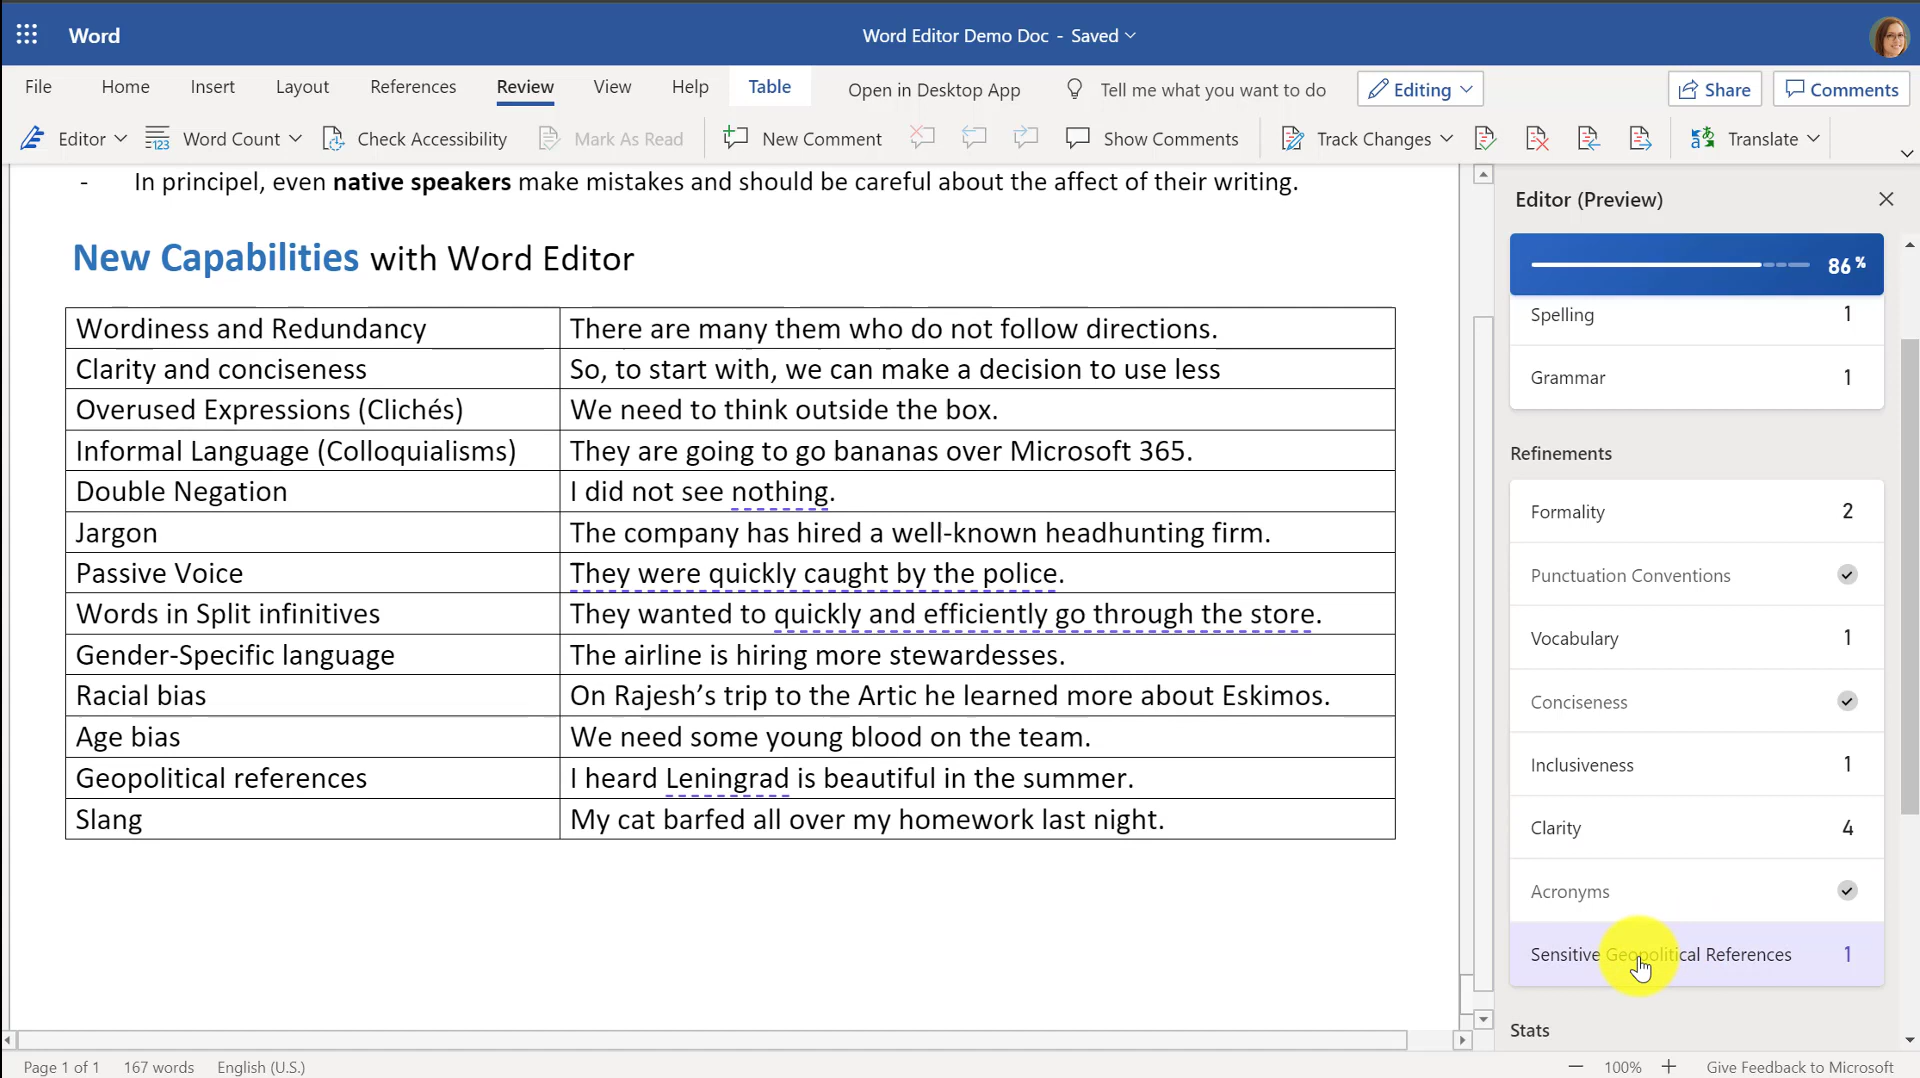 Word
Word Editor Demo Doc - Saved
File Home Insert Layout References Review View Help Table Open in Desktop App Tell me what you want to do Editing Share Comments
Editor 123 Word Count Check Accessibility Mark As Read New Comment Show Comments Track Changes Translate
- In principel, even native speakers make mistakes and should be careful about the affect of their writing.
New Capabilities with Word Editor
Wordiness and Redundancy There are many them who do not follow directions.
Clarity and conciseness So, to start with, we can make a decision to use less
Overused Expressions (Clichés) We need to think outside the box.
Informal Language (Colloquialisms) They are going to go bananas over Microsoft 365.
Double Negation I did not see nothing.
Jargon The company has hired a well-known headhunting firm.
Passive Voice They were quickly caught by the police.
Words in Split infinitives They wanted to quickly and efficiently go through the store.
Gender-Specific language The airline is hiring more stewardesses.
Racial bias On Rajesh’s trip to the Artic he learned more about Eskimos.
Age bias We need some young blood on the team.
Geopolitical references I heard Leningrad is beautiful in the summer.
Slang My cat barfed all over my homework last night.
Editor (Preview)
86%
Spelling 1
Grammar 1
Refinements
Formality 2
Punctuation Conventions
Vocabulary 1
Conciseness
Inclusiveness 1
Clarity 4
Acronyms
Sensitive Geopolitical References 1
Stats
Page 1 of 1 167 words English (U.S.) 100% Give Feedback to Microsoft